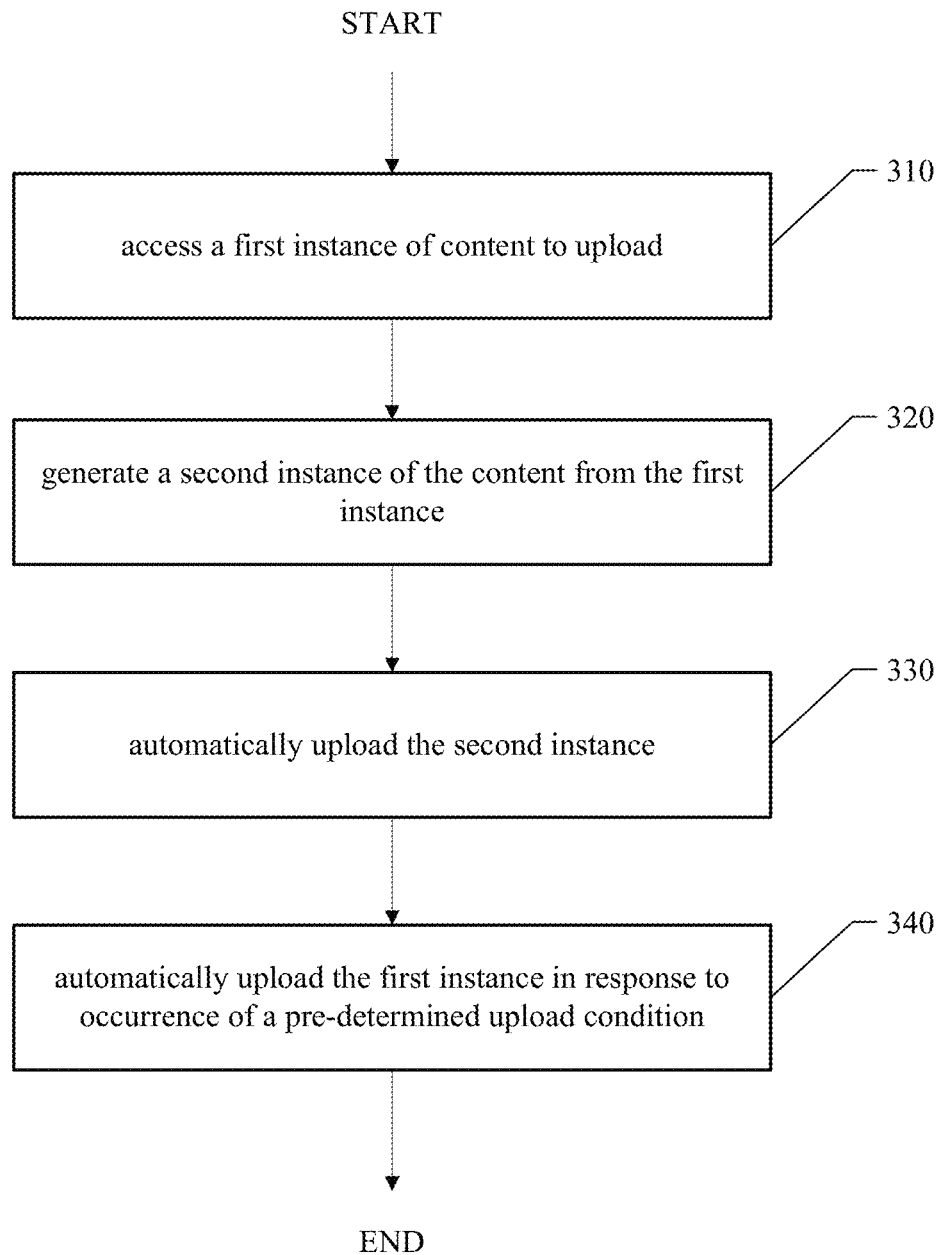 START
310
access a first instance of content to upload
320
generate a second instance of the content from the first
instance
330
automatically upload the second instance
340
automatically upload the first instance in response to
occurrence of a pre-determined upload condition
END